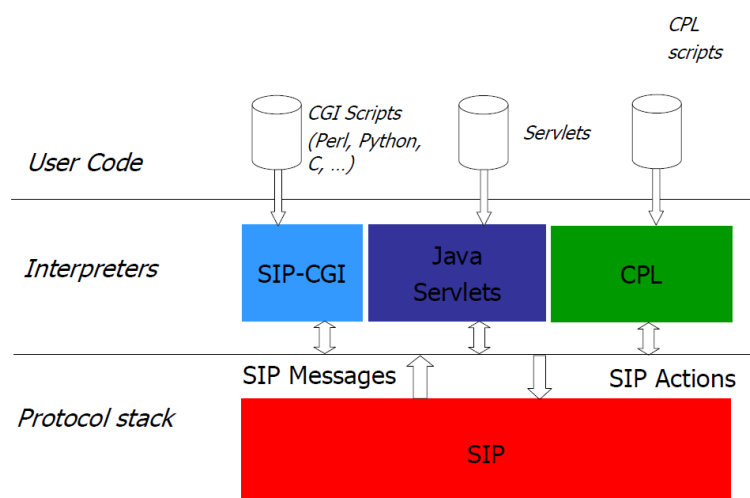 CPL
scripts
CGI Scripts
(Perl, Python,
C, ...)
Servlets
User Code
Interpreters
SIP-CGI
Java
Servlets
CPL
SIP Messages
SIP Actions
Protocol stack
SIP